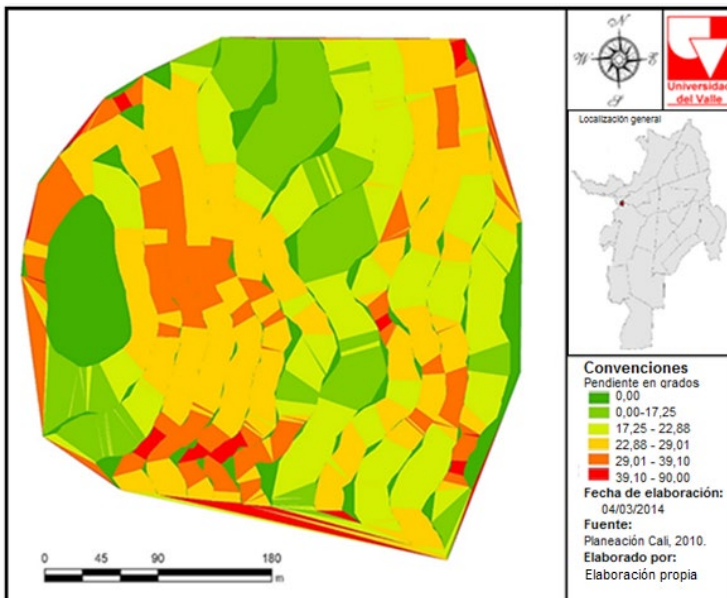 N
W
E
S
Universidad
del Valle
Localización general
Convenciones
Pendiente en grados
0,00
0,00-17,25
17,25 - 22,88
22,88 - 29,01
29,01 - 39,10
39,10 - 90,00
Fecha de elaboración:
04/03/2014
Fuente:
Planeación Cali, 2010.
Elaborado por:
Elaboración propia
0 45 90 180
m